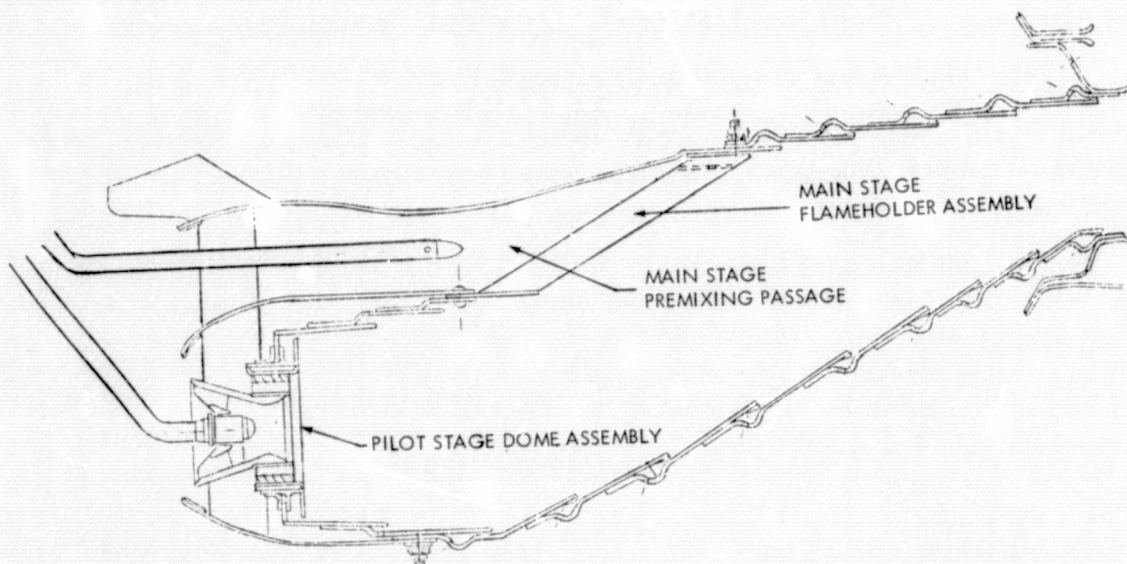 MAIN STAGE
FLAMEHOLDER ASSEMBLY
MAIN STAGE
PREMIXING PASSAGE
PILOT STAGE DOME ASSEMBLY